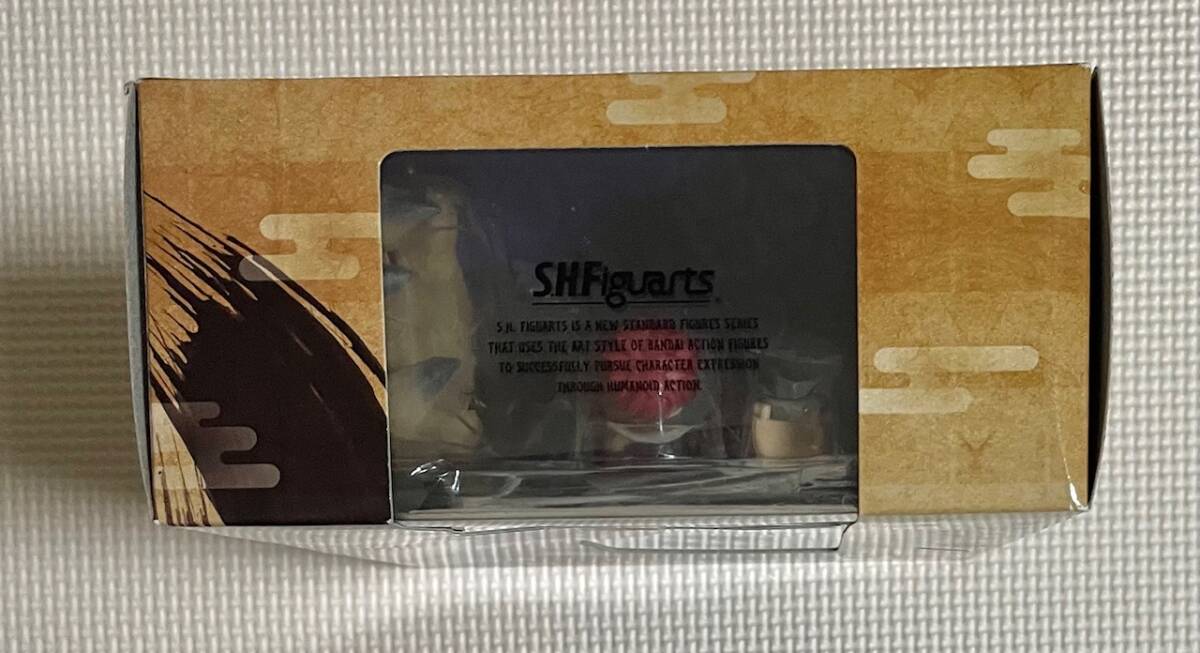 S.H.Figuarts
S.H. FIGUARTS IS A NEW STANDARD FIGURES SERIES
THAT USES THE ART STYLE OF BANDAI ACTION FIGURES
TO SUCCESSFULLY PURSUE CHARACTER EXPRESSION
THROUGH HUMANOID ACTION.